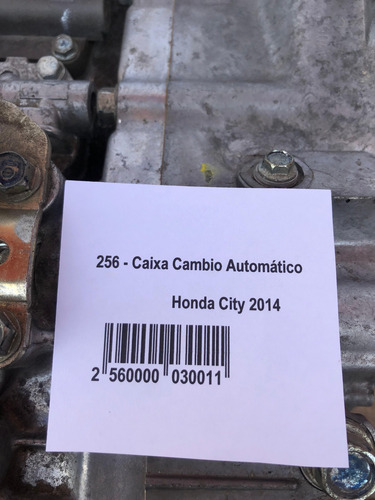 256 - Caixa Cambio Automático
Honda City 2014
2 560000 030011